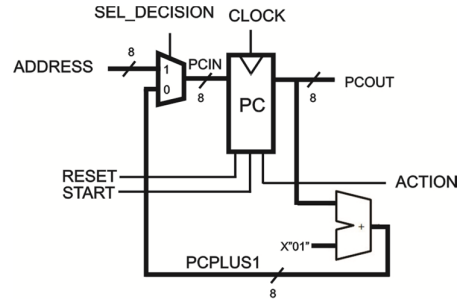 SEL_DECISION
CLOCK
ADDRESS
8
1
0
PCIN
8
PC
8
PCOUT
RESET
START
ACTION
+
X"01"
PCPLUS1
8